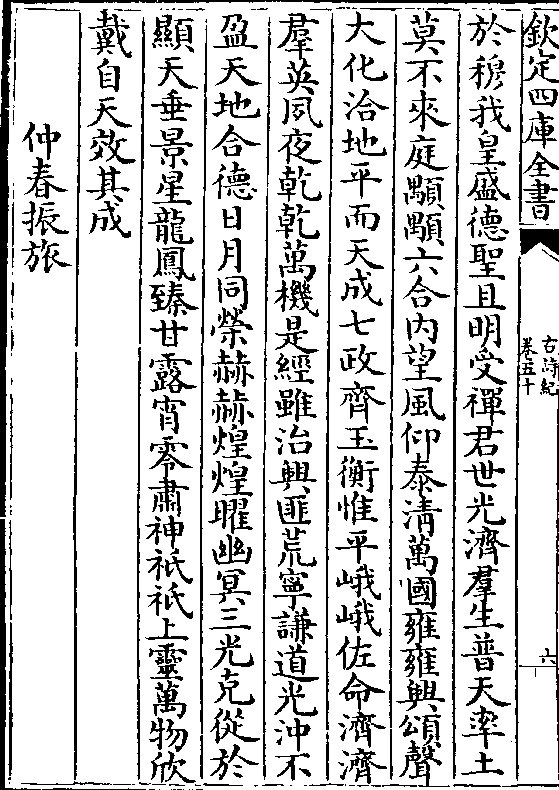 欽定四庫全書
古詩紀
卷五十
六
於穆我皇盛德聖且明受禪君世光濟羣生普天率土
莫不來庭顒顒六合内望風仰泰清萬國雍雍興頌聲
大化洽地平而天成七政齊玉衡惟平峨峨佐命濟濟
羣英夙夜乾乾萬機是經雖治興匪荒寧謙道光沖不
盈天地合德日月同榮赫赫煌煌曜幽冥三光克從於
顯天垂景星龍鳳臻甘露宵零肅神祇祇上靈萬物欣
戴自天效其成
仲春振旅